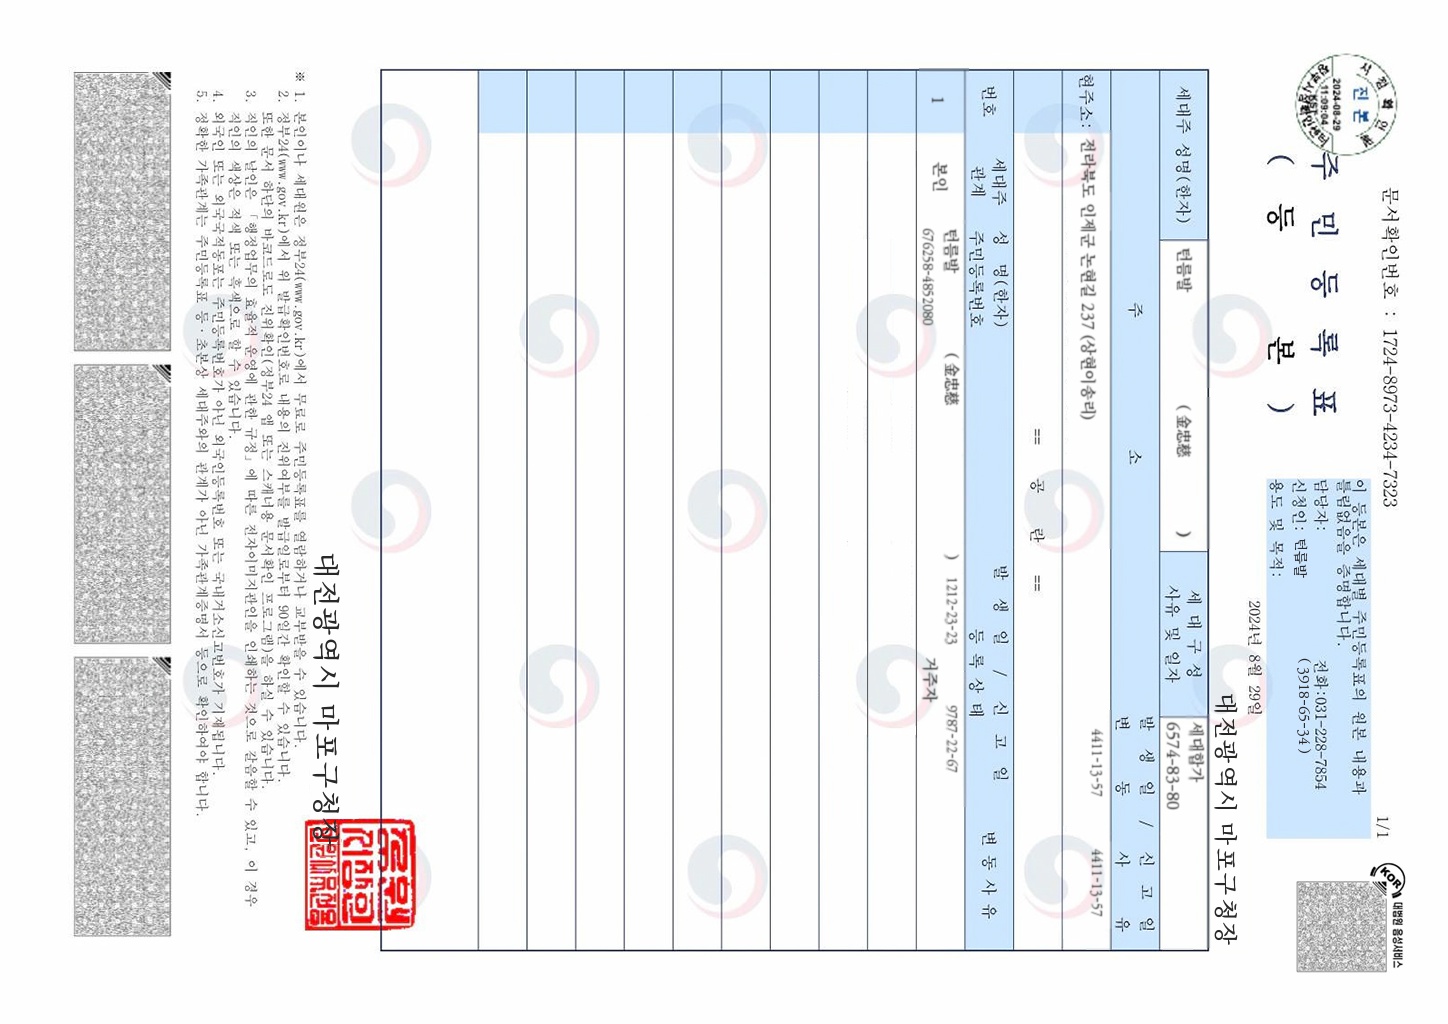 문서확인번호 : 1724-8973-4234-7323
1/1
대법원 음성서비스
2024-08-29
11:09:04
진본
주 민 등 록 표
( 등 본 )
이 등본은 세대별 주민등록표의 원본 내용과
틀림없음을 증명합니다.
담당자: 전화:031-228-7854
신청인: 턴름발 (3918-65-34)
용도 및 목적:
2024년 8월 29일
대전광역시 마포구청장
세대주 성명(한자) 턴름발 (金忠慈 ) 세 대 구 성 세대합가
사유 및 일자 6574-83-80
주 소 발 생 일 / 신 고 일
변 동 사 유
현주소: 전라북도 인제군 논현길 237 (상현이송리) 4411-13-57 4411-13-57
== 공 란 ==
번호 세대주 성 명(한자) 발 생 일 / 신 고 일 변 동 사 유
관계 주민등록번호 등 록 상 태
1 본인 턴름발 (金忠慈 ) 1212-23-23 9787-22-67
676258-4852080 거주자
대전광역시 마포구청장
※ 1. 본인이나 세대원은 정부24(www.gov.kr)에서 무료로 주민등록표를 열람하거나 교부받을 수 있습니다.
2. 정부24(www.gov.kr)에서 위 발급확인번호로 내용의 진위여부를 발급일로부터 90일간 확인할 수 있습니다.
또한 문서 하단의 바코드로도 진위확인(정부24 앱 또는 스캐너용 문서확인 프로그램)을 하실 수 있습니다.
3. 직인의 날인은 「행정업무의 효율적 운영에 관한 규정」에 따른 전자이미지관인을 인쇄하는 것으로 갈음할 수 있고, 이 경우
직인의 색상은 적색 또는 흑색으로 할 수 있습니다.
4. 외국인 또는 외국국적동포는 주민등록번호가 아닌 외국인등록번호 또는 국내거소신고번호가 기재됩니다.
5. 정확한 가족관계는 주민등록표 등·초본상 세대주와의 관계가 아닌 가족관계증명서 등으로 확인하여야 합니다.